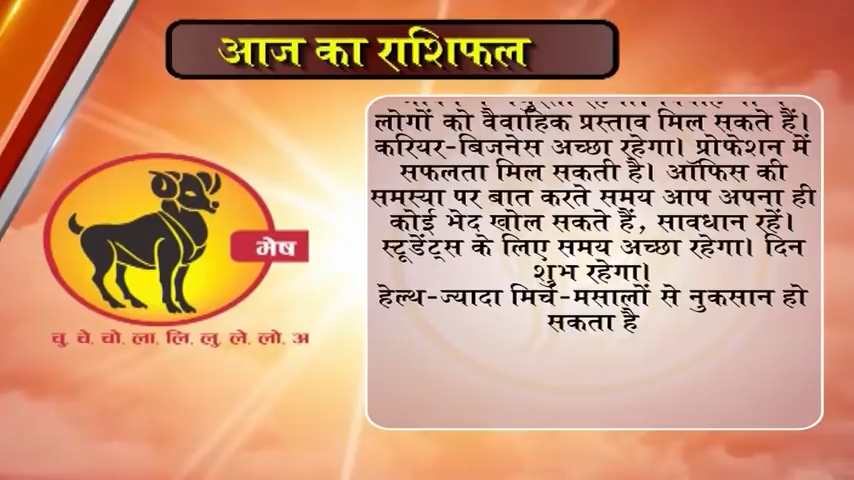 आज का राशिफल
लोगों को वैवाहिक प्रस्ताव मिल सकते हैं।
करियर-बिजनेस अच्छा रहेगा। प्रोफेशन में
सफलता मिल सकती है। ऑफिस की
समस्या पर बात करते समय आप अपना ही
कोई भेद खोल सकते हैं, सावधान रहें।
स्टूडेंट्स के लिए समय अच्छा रहेगा। दिन
शुभ रहेगा।
हेल्थ-ज्यादा मिर्च-मसालों से नुकसान हो
सकता है
मेष
चु, चे, चो, ला, लि, लु, ले, लो, अ